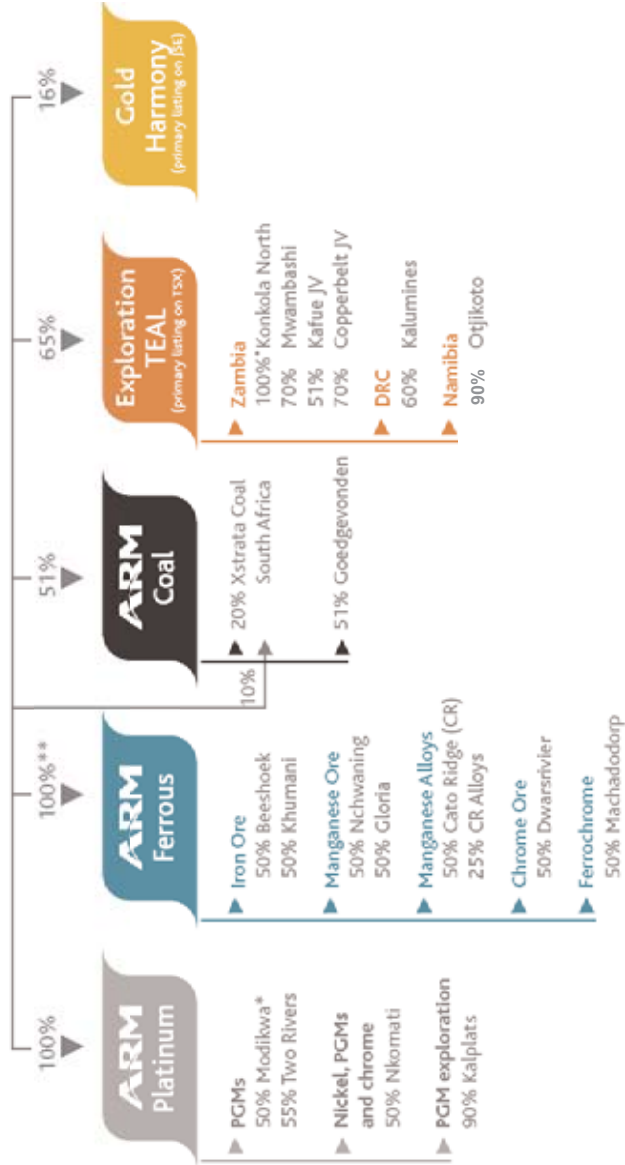 100%
ARM
Platinum
PGMs
50% Modikwa*
55% Two Rivers
Nickel, PGMs
and chrome
50% Nkomati
PGM exploration
90% Kalplats
100%**
ARM
Ferrous
Iron Ore
50% Beeshoek
50% Khumani
Manganese Ore
50% Nchwaning
50% Gloria
Manganese Alloys
50% Cato Ridge (CR)
25% CR Alloys
Chrome Ore
50% Dwarsrivier
Ferrochrome
50% Machadodorp
51%
ARM
Coal
20% Xstrata Coal
South Africa
10%
51% Goedgevonden
65%
Exploration
TEAL
(primary listing on TSX)
Zambia
100%* Konkola North
70% Mwambashi
51% Kafue JV
70% Copperbelt JV
DRC
60% Kalumines
Namibia
90% Otjikoto
16%
Gold
Harmony
(primary listing on JSE)